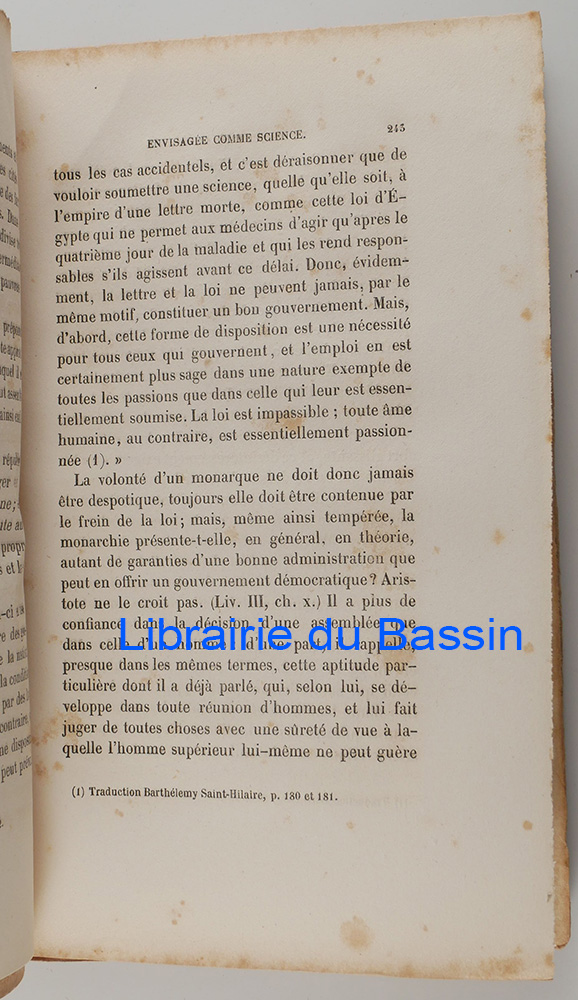 ENVISAGÉE COMME SCIENCE. 245
tous les cas accidentels, et c'est déraisonner que de
vouloir soumettre une science, quelle qu'elle soit, à
l'empire d'une lettre morte, comme cette loi d'É-
gypte qui ne permet aux médecins d'agir qu'apres le
quatrième jour de la maladie et qui les rend respon-
sables s'ils agissent avant ce délai. Donc, évidem-
ment, la lettre et la loi ne peuvent jamais, par le
même motif, constituer un bon gouvernement. Mais,
d'abord, cette forme de disposition est une nécessité
pour tous ceux qui gouvernent, et l'emploi en est
certainement plus sage dans une nature exempte de
toutes les passions que dans celle qui leur est essen-
tiellement soumise. La loi est impassible ; toute âme
humaine, au contraire, est essentiellement passion-
née (1). »
La volonté d'un monarque ne doit donc jamais
être despotique, toujours elle doit être contenue par
le frein de la loi; mais, même ainsi tempérée, la
monarchie présente-t-elle, en général, en théorie,
autant de garanties d'une bonne administration que
peut en offrir un gouvernement démocratique? Aris-
tote ne le croit pas. (Liv. III, ch. x.) Il a plus de
confiance dans la décision d'une assemblée que
dans d'une part,
Librairie du Bassin
presque dans les mêmes termes, cette aptitude par-
ticulière dont il a déjà parlé, qui, selon lui, se dé-
veloppe dans toute réunion d'hommes, et lui fait
juger de toutes choses avec une sûreté de vue à la-
quelle l'homme supérieur lui-même ne peut guère
(1) Traduction Barthélemy Saint-Hilaire, p. 180 et 181.